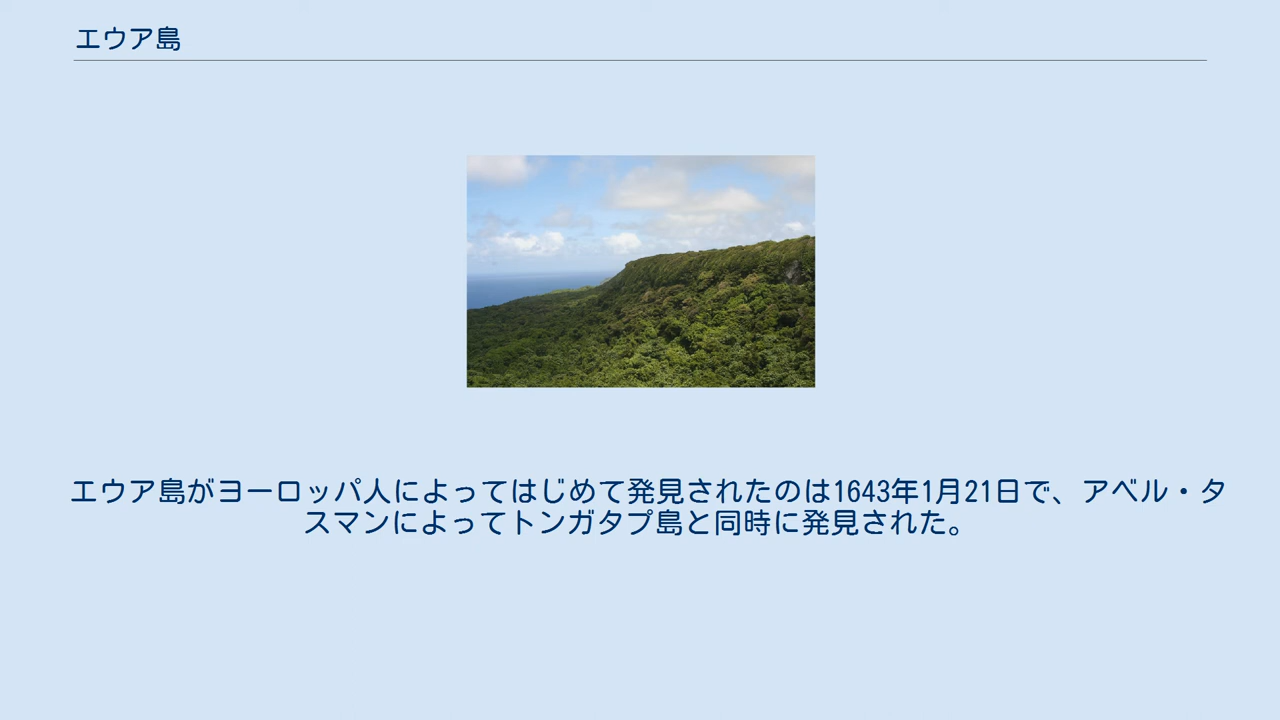 エウア島
エウア島がヨーロッパ人によってはじめて発見されたのは1643年1月21日で、アベル・タ
スマンによってトンガタプ島と同時に発見された。